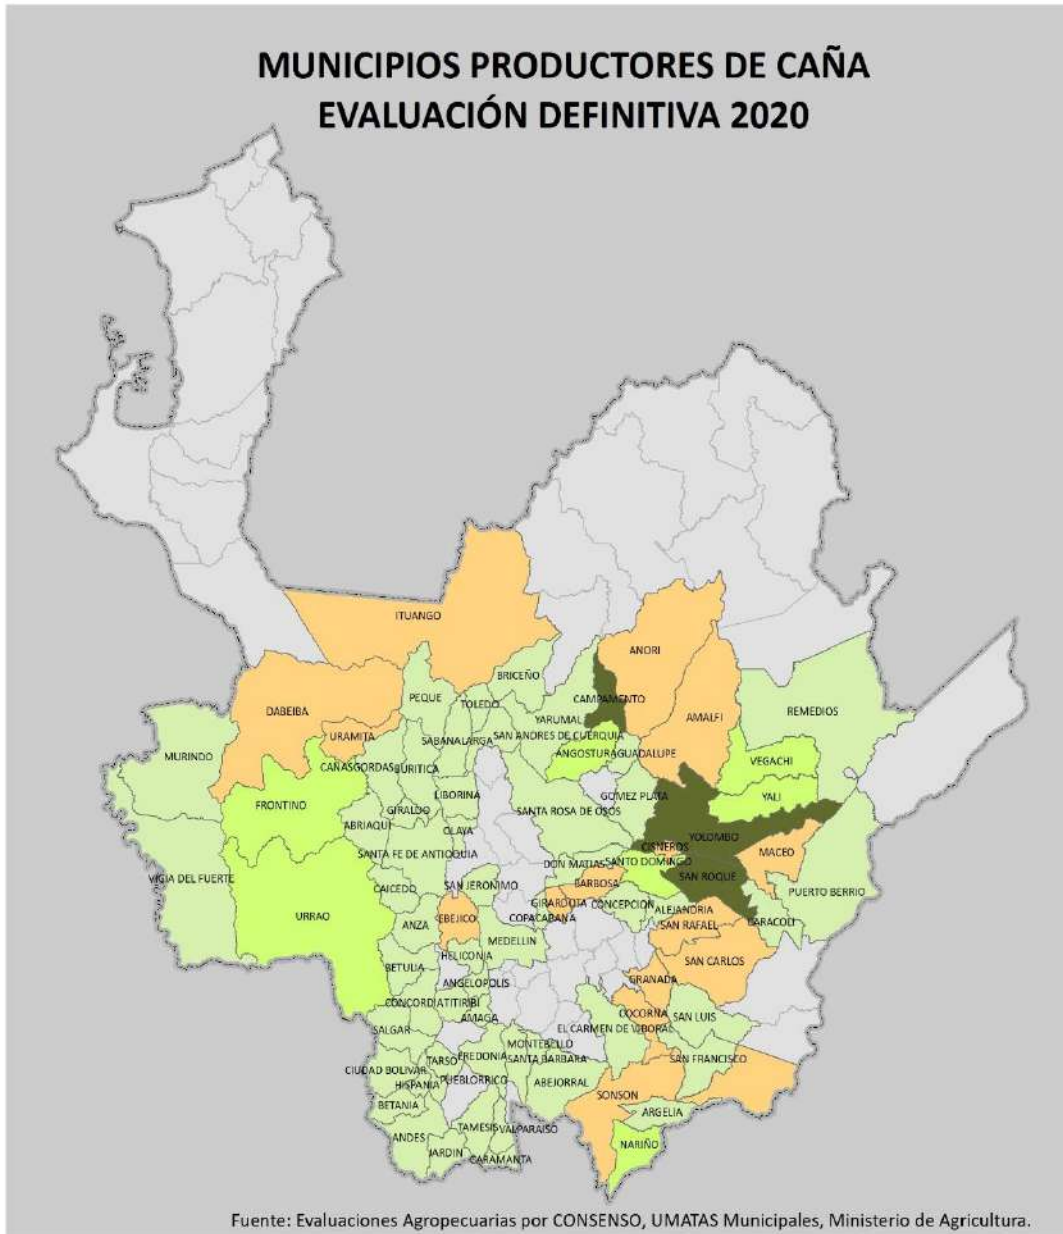 MUNICIPIOS PRODUCTORES DE CAÑA
EVALUACIÓN DEFINITIVA 2020
ITUANGO
ANORI
BRICEÑO
PEQUE
CAMPAMENTO
TOLEDO
DABEIBA
AMALFI
REMEDIOS
YARUMAL
URAMITA
SAN ANDRES DE CUERQUIA
SABANALARGA
ANGOSTURA
GUADALUPE
MURINDO
VEGACHI
CAÑASGORDAS
BURITICA
LIBORINA
GOMEZ PLATA
YALI
FRONTINO
GIRALDO
SANTA ROSA DE OSOS
ABRIAQUI
OLAYA
YOLOMBO
CISNEROS
MACEO
SANTA FE DE ANTIOQUIA
DON MATIAS
SANTO DOMINGO
VIGIA DEL FUERTE
SAN ROQUE
CAICEDO
SAN JERONIMO
BARBOSA
PUERTO BERRIO
GIRARDOTA
CONCEPCION
ALEJANDRIA
URRAO
EBEJICO
COPACABANA
CARACOLI
ANZA
SAN RAFAEL
MEDELLIN
HELICONIA
SAN CARLOS
BETULIA
GRANADA
ANGELOPOLIS
CONCORDIA
TITIRIBI
COCORNA
SAN LUIS
AMAGA
SALGAR
EL CARMEN DE VIBORAL
MONTEBELLO
TARSO
FREDONIA
SANTA BARBARA
SAN FRANCISCO
CIUDAD BOLIVAR
HISPANIA
PUEBLORRICO
ABEJORRAL
SONSON
BETANIA
ARGELIA
TAMESIS
VALPARAISO
ANDES
NARIÑO
JARDIN
CARAMANTA
Fuente: Evaluaciones Agropecuarias por CONSENSO, UMATAS Municipales, Ministerio de Agricultura.